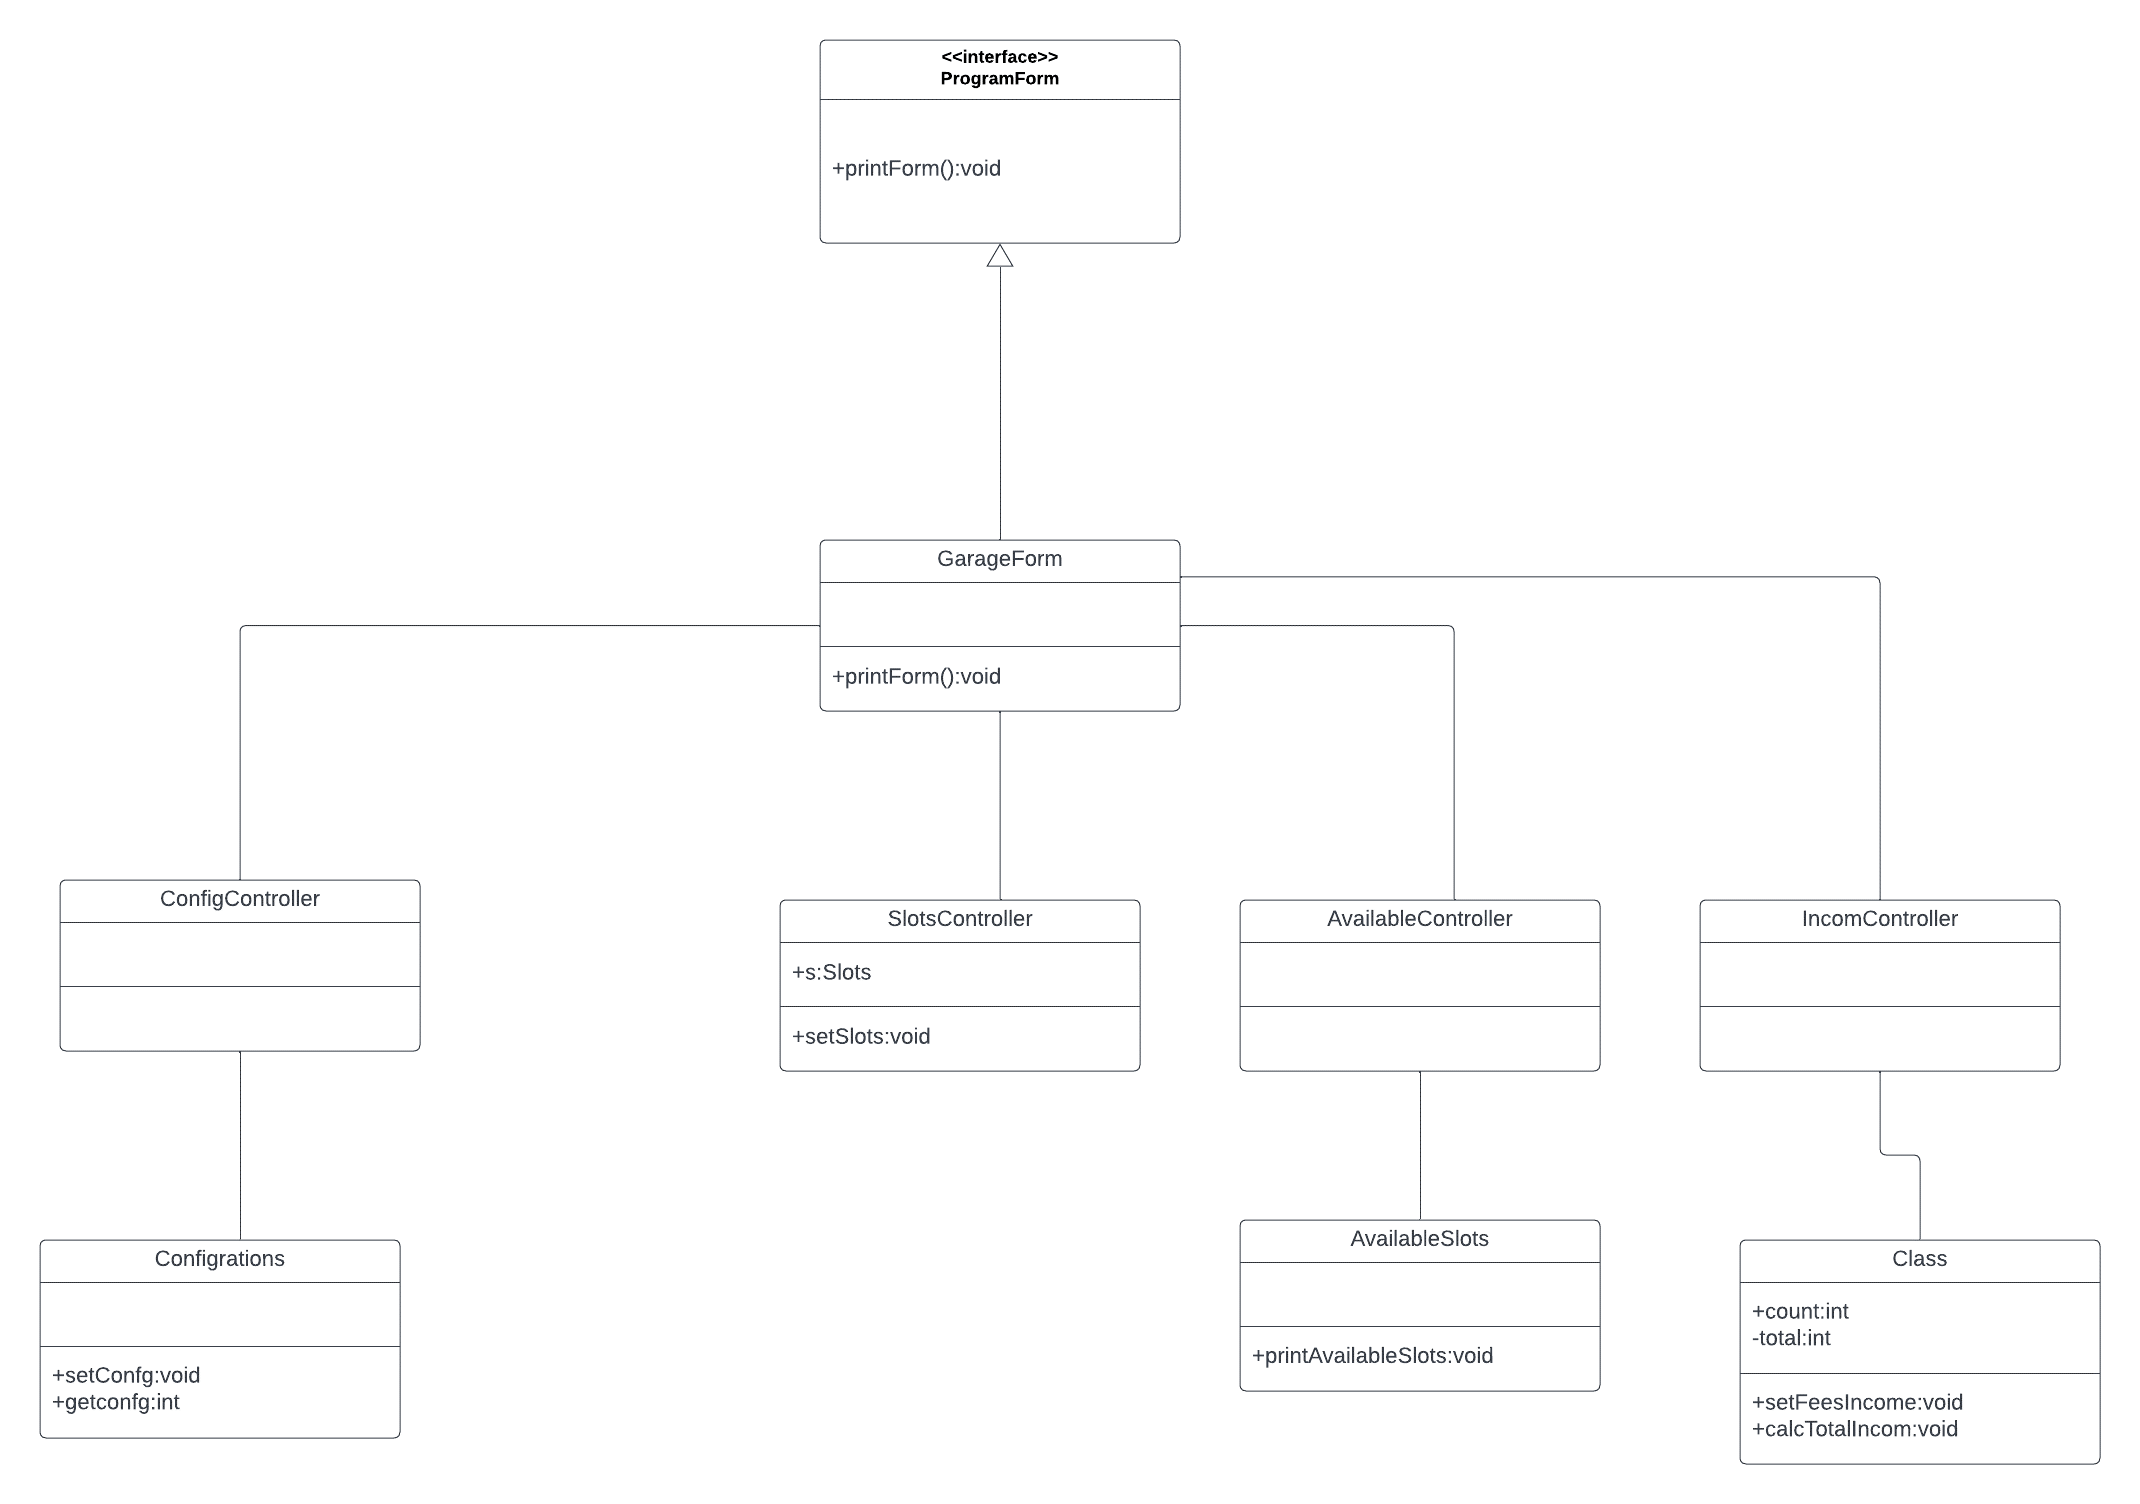 <<interface>>
ProgramForm
+printForm():void
GarageForm
+printForm():void
ConfigController
SlotsController
+s:Slots
+setSlots:void
AvailableController
IncomController
Configrations
+setConfg:void
+getconfg:int
AvailableSlots
+printAvailableSlots:void
Class
+count:int
-total:int
+setFeesIncome:void
+calcTotalIncom:void